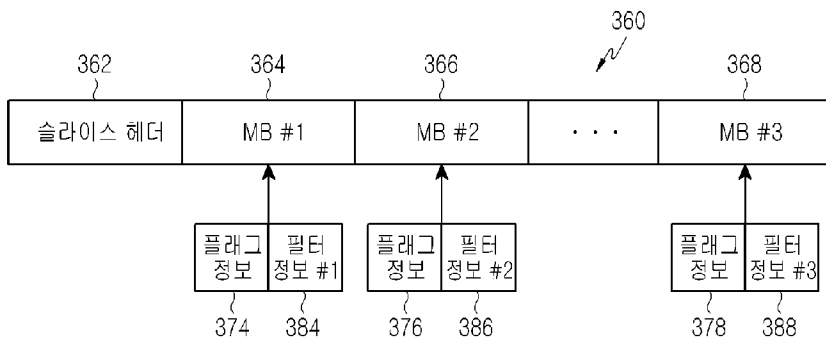 360
362 364 366 368
슬라이스 헤더 MB #1 MB #2 · · · MB #3
플래그 정보 필터 정보 #1 플래그 정보 필터 정보 #2 플래그 정보 필터 정보 #3
374 384 376 386 378 388